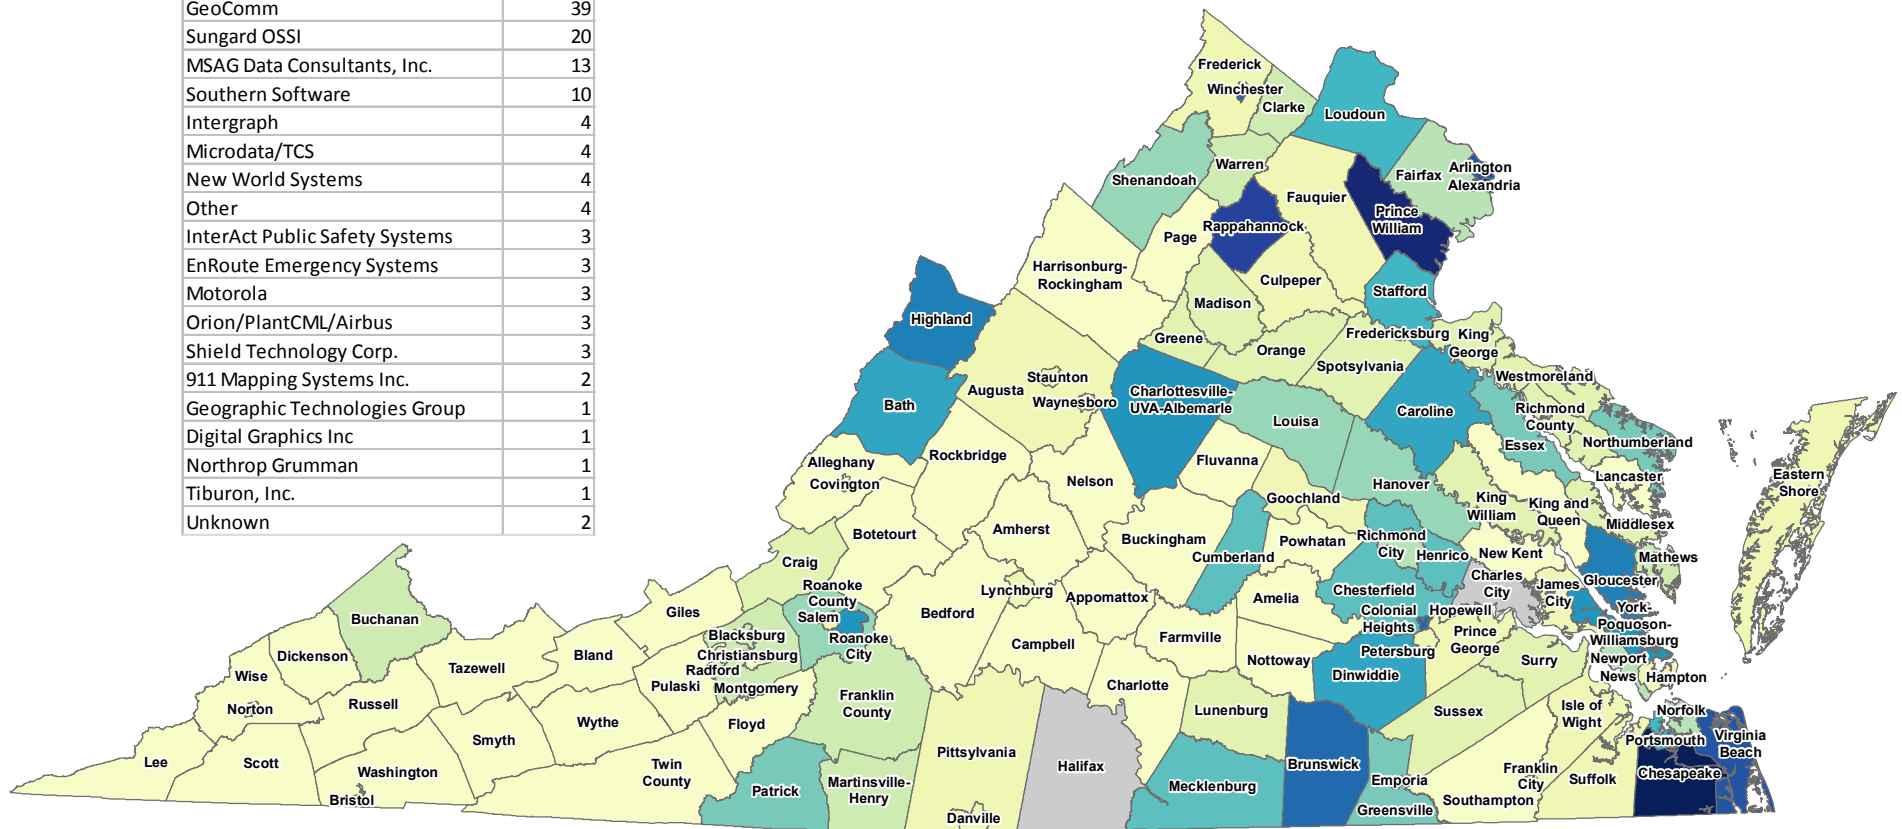 GeoComm 39
Sungard OSSI 20
MSAG Data Consultants, Inc. 13
Southern Software 10
Intergraph 4
Microdata/TCS 4
New World Systems 4
Other 4
InterAct Public Safety Systems 3
EnRoute Emergency Systems 3
Motorola 3
Orion/PlantCML/Airbus 3
Shield Technology Corp. 3
911 Mapping Systems Inc. 2
Geographic Technologies Group 1
Digital Graphics Inc 1
Northrop Grumman 1
Tiburon, Inc. 1
Unknown 2
Frederick
Winchester
Clarke
Loudoun
Warren
Shenandoah
Fairfax
Arlington
Alexandria
Fauquier
Prince
William
Rappahannock
Page
Harrisonburg-
Rockingham
Culpeper
Madison
Stafford
Highland
Greene
Orange
Fredericksburg
King
George
Spotsylvania
Westmoreland
Augusta
Staunton
Waynesboro
Charlottesville-
UVA-Albemarle
Bath
Caroline
Louisa
Richmond
County
Essex
Northumberland
Rockbridge
Alleghany
Covington
Fluvanna
Nelson
Hanover
Lancaster
Eastern
Shore
Goochland
King
William
King and
Queen
Middlesex
Botetourt
Amherst
Buckingham
Cumberland
Powhatan
Richmond
City
Henrico
New Kent
Mathews
Craig
Charles
City
James
City
Gloucester
Roanoke
County
Salem
Roanoke
City
Lynchburg
Appomattox
Amelia
Chesterfield
Colonial
Heights
Hopewell
York-
Poquoson-
Williamsburg
Giles
Bedford
Buchanan
Blacksburg
Christiansburg
Radford
Montgomery
Pulaski
Campbell
Farmville
Nottoway
Petersburg
Prince
George
Surry
Newport
News
Hampton
Dickenson
Tazewell
Bland
Wise
Dinwiddie
Charlotte
Norton
Russell
Wythe
Floyd
Franklin
County
Lunenburg
Sussex
Isle of
Wight
Norfolk
Portsmouth
Virginia
Beach
Smyth
Pittsylvania
Halifax
Brunswick
Lee
Scott
Washington
Bristol
Twin
County
Patrick
Martinsville-
Henry
Danville
Mecklenburg
Emporia
Greensville
Franklin
City
Southampton
Suffolk
Chesapeake